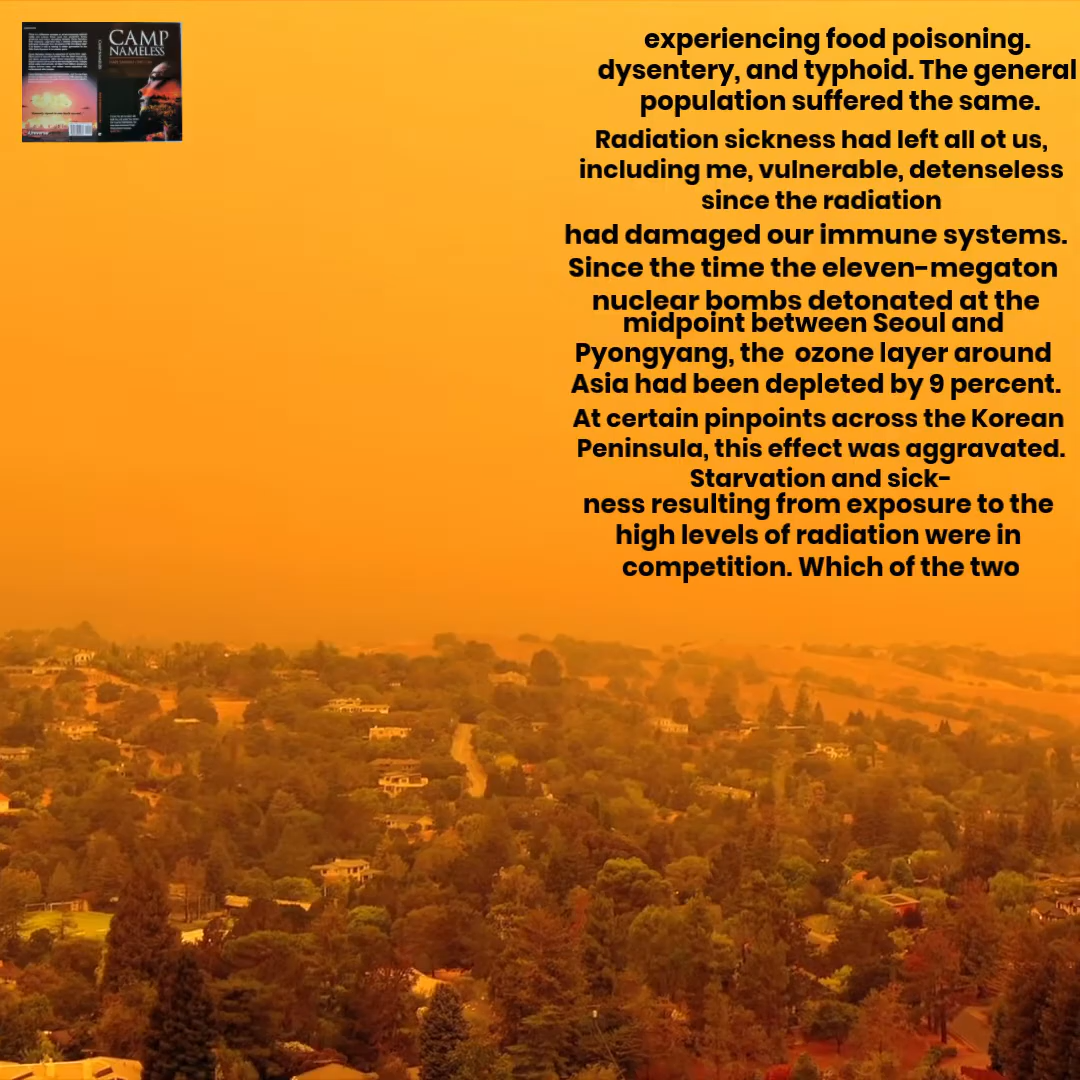 CAMP
NAMELESS
experiencing food poisoning.
dysentery, and typhoid. The general
population suffered the same.
Radiation sickness had left all ot us,
including me, vulnerable, detenseless
since the radiation
had damaged our immune systems.
Since the time the eleven-megaton
nuclear bombs detonated at the
midpoint between Seoul and
Pyongyang, the ozone layer around
Asia had been depleted by 9 percent.
At certain pinpoints across the Korean
Peninsula, this effect was aggravated.
Starvation and sick-
ness resulting from exposure to the
high levels of radiation were in
competition. Which of the two